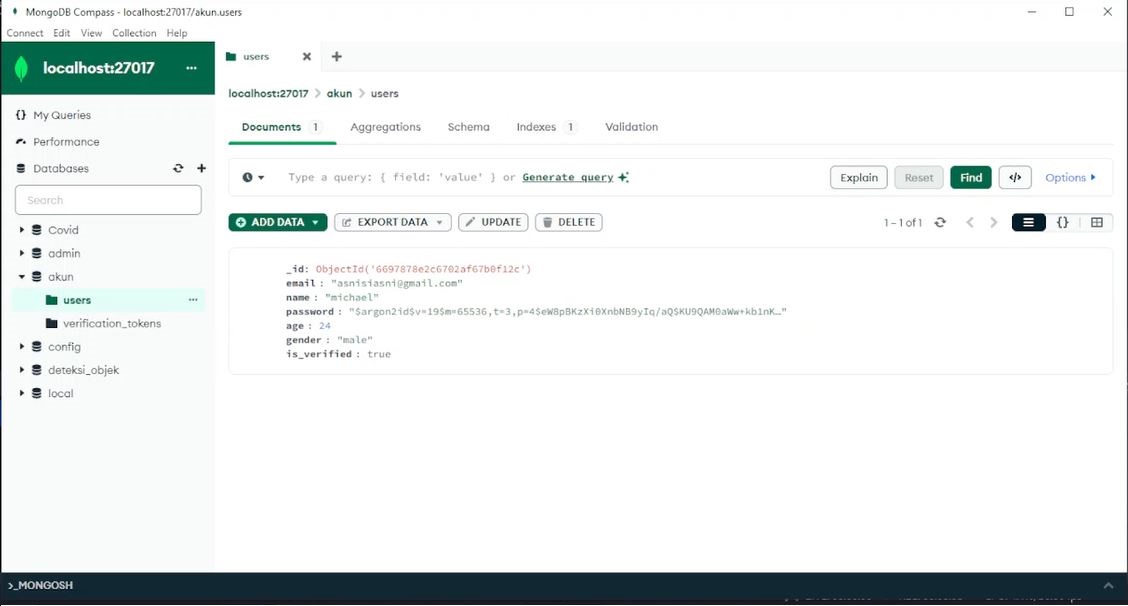 MongoDB Compass - localhost:27017/akun.users
Connect Edit View Collection Help
localhost:27017 ...
users
localhost:27017 > akun > users
{} My Queries
Performance
Databases
Search
Covid
admin
akun
users ...
verification_tokens
config
deteksi_objek
local
Documents 1 Aggregations Schema Indexes 1 Validation
Type a query: { field: 'value' } or Generate query
Explain Reset Find </> Options
ADD DATA EXPORT DATA UPDATE DELETE
1 – 1 of 1 {}
_id: ObjectId('6697878e2c6702af67b0f12c')
email : "asnisiasni@gmail.com"
name : "michael"
password : "$argon2id$v=19$m=65536,t=3,p=4$eW8pBKzXi0XnbNB9yIq/aQ$KU9QAM0aWw+kb1nK…"
age : 24
gender : "male"
is_verified : true
>_MONGOSH